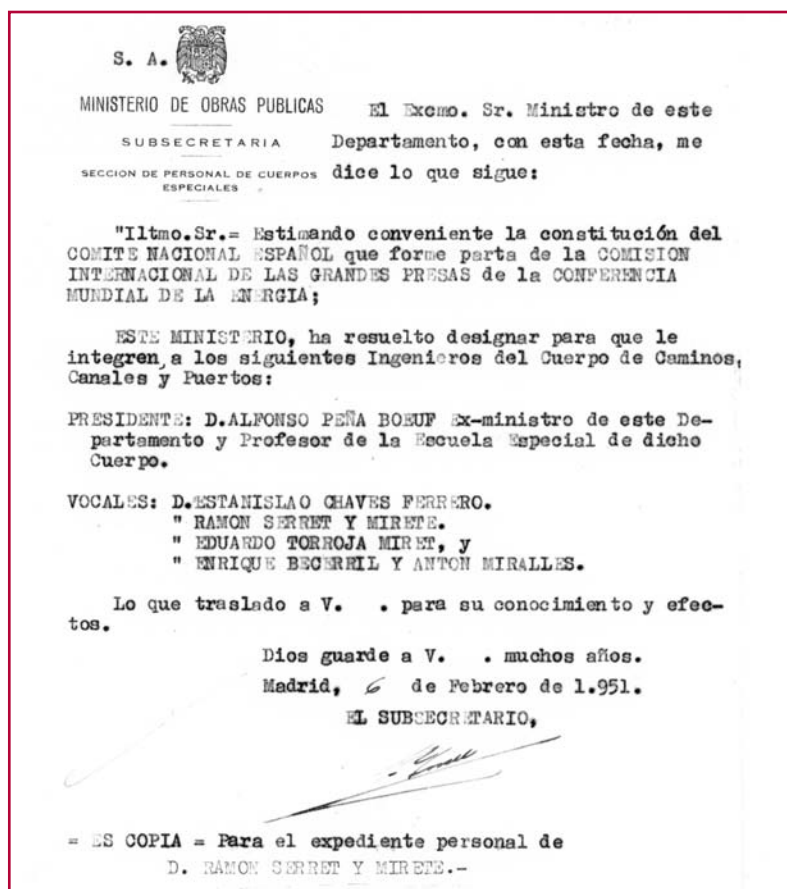 S. A.
MINISTERIO DE OBRAS PUBLICAS
SUBSECRETARIA
SECCION DE PERSONAL DE CUERPOS
ESPECIALES
El Excmo. Sr. Ministro de este
Departamento, con esta fecha, me
dice lo que sigue:
"Iltmo.Sr.= Estimando conveniente la constitución del
COMITE NACIONAL ESPAÑOL que forme parte de la COMISION
INTERNACIONAL DE LAS GRANDES PRESAS de la CONFERENCIA
MUNDIAL DE LA ENERGIA;
ESTE MINISTERIO, ha resuelto designar para que le
integren, a los siguientes Ingenieros del Cuerpo de Caminos,
Canales y Puertos:
PRESIDENTE: D.ALFONSO PEÑA BOEUF Ex-ministro de este De-
partamento y Profesor de la Escuela Especial de dicho
Cuerpo.
VOCALES: D.ESTANISLAO CHAVES FERRERO.
" RAMON SERRET Y MIRETE.
" EDUARDO TORROJA MIRET, y
" ENRIQUE BECERRIL Y ANTON MIRALLES.
Lo que traslado a V. . para su conocimiento y efec-
tos.
Dios guarde a V. . muchos años.
Madrid, 6 de Febrero de 1.951.
EL SUBSECRETARIO,
= ES COPIA = Para el expediente personal de
D. RAMON SERRET Y MIRETE.-